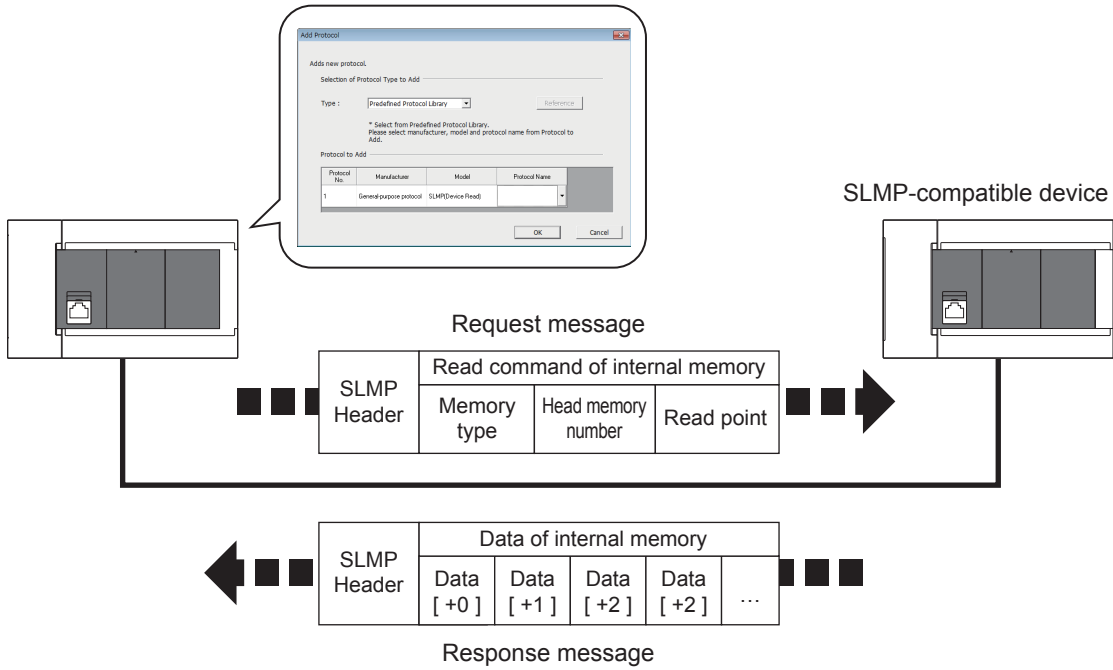 Add Protocol
Adds new protocol.
Selection of Protocol Type to Add
Type :
Predefined Protocol Library
Reference
* Select from Predefined Protocol Library.
Please select manufacturer, model and protocol name from Protocol to
Add.
Protocol to Add
Protocol
No.
Manufacturer
Model
Protocol Name
1
General-purpose protocol
SLMP(Device Read)
OK
Cancel
SLMP-compatible device
Request message
SLMP
Header
Read command of internal memory
Memory
type
Head memory
number
Read point
SLMP
Header
Data of internal memory
Data
[ +0 ]
Data
[ +1 ]
Data
[ +2 ]
Data
[ +2 ]
…
Response message